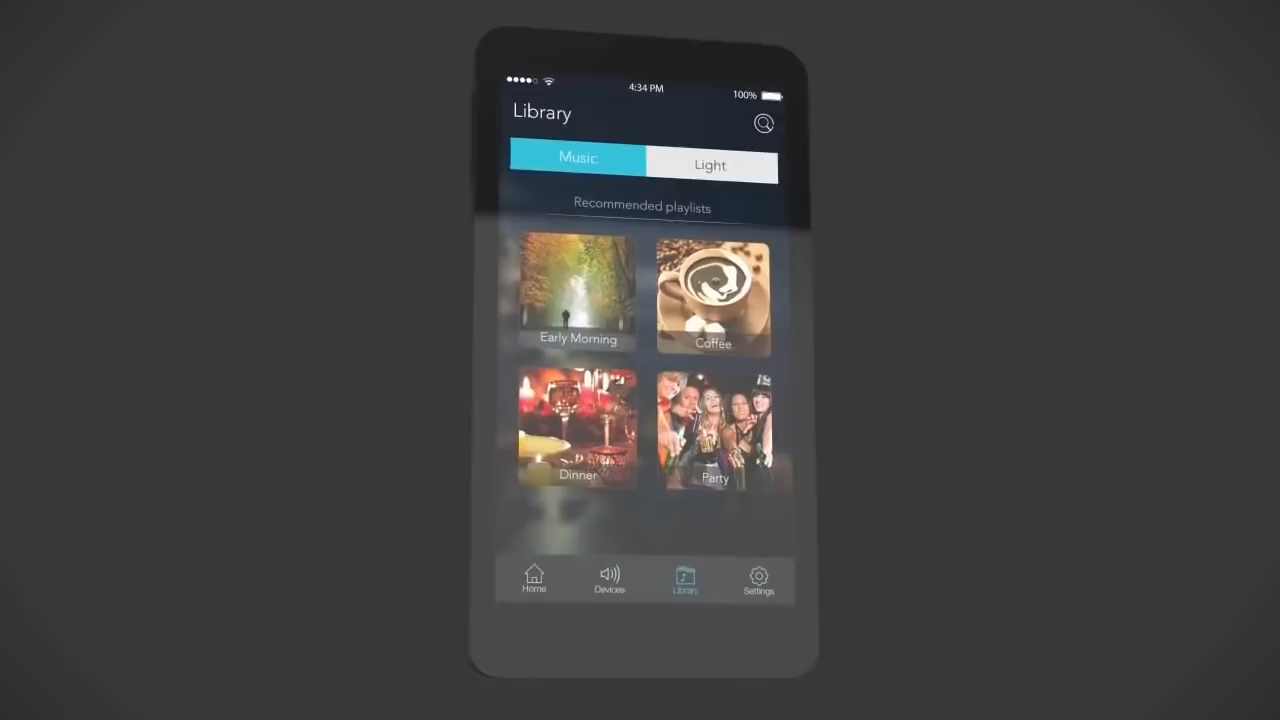 4:34 PM
100%
Library
Music
Light
Recommended playlists
Early Morning
Coffee
Dinner
Party
Home
Devices
Library
Settings